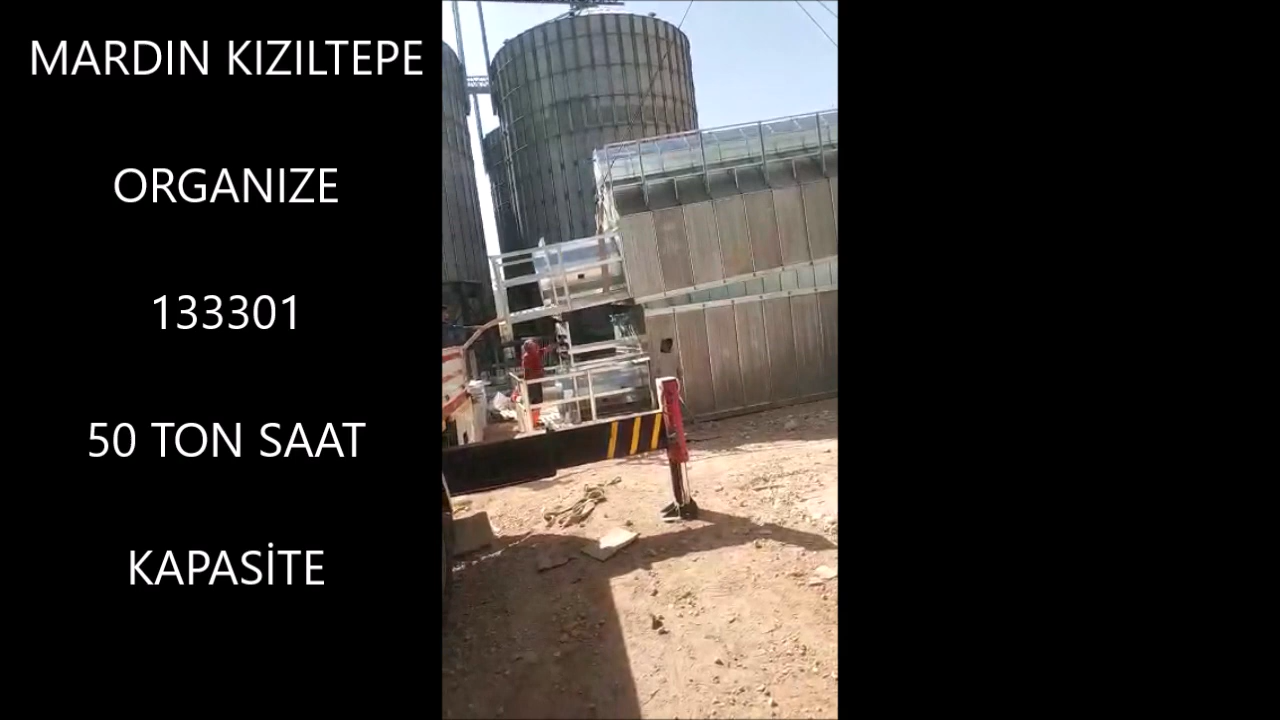 MARDIN KIZILTEPE
ORGANIZE
133301
50 TON SAAT
KAPASİTE